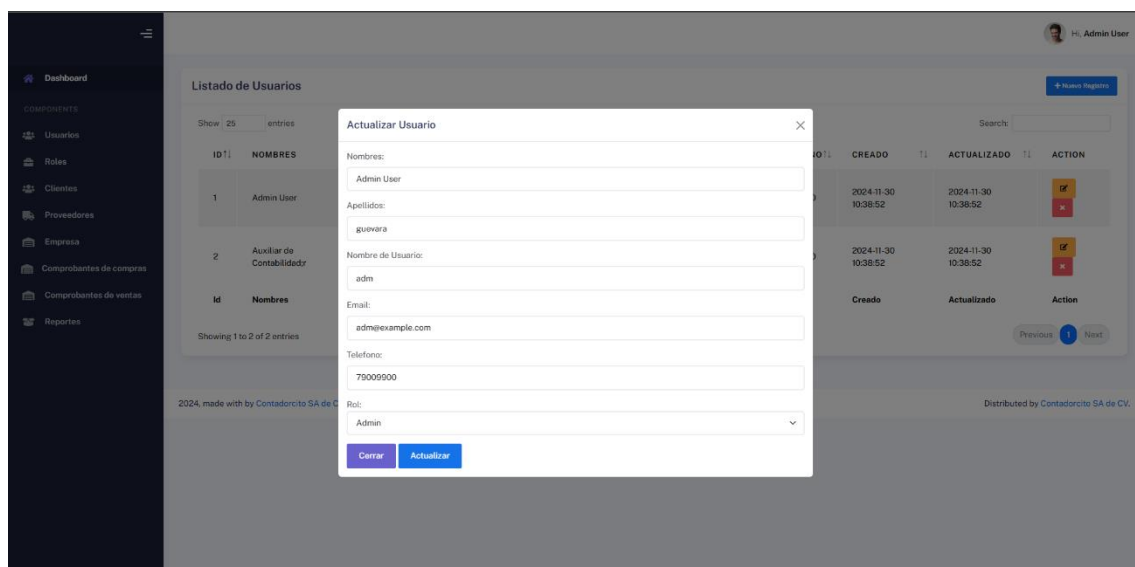 Hi, Admin User
Dashboard
COMPONENTS
Usuarios
Roles
Clientes
Proveedores
Empresa
Comprobantes de compras
Comprobantes de ventas
Reportes
Listado de Usuarios
+ Nuevo Registro
Show 25 entries
Search:
ID NOMBRES NO CREADO ACTUALIZADO ACTION
1 Admin User 2024-11-30 2024-11-30
10:38:52 10:38:52
2 Auxiliar de 2024-11-30 2024-11-30
Contabilidad;r 10:38:52 10:38:52
Id Nombres Creado Actualizado Action
Showing 1 to 2 of 2 entries
Previous 1 Next
2024, made with by Contadorcito SA de C
Distributed by Contadorcito SA de CV.
Actualizar Usuario
Nombres:
Admin User
Apellidos:
guevara
Nombre de Usuario:
adm
Email:
adm@example.com
Telefono:
79009900
Rol:
Admin
Cerrar Actualizar